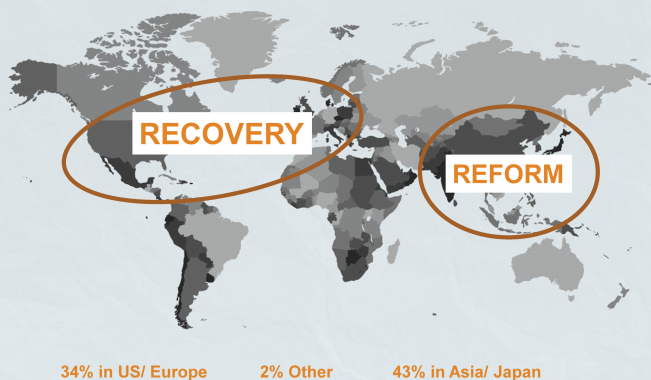 RECOVERY
REFORM
34% in US/ Europe 2% Other 43% in Asia/ Japan